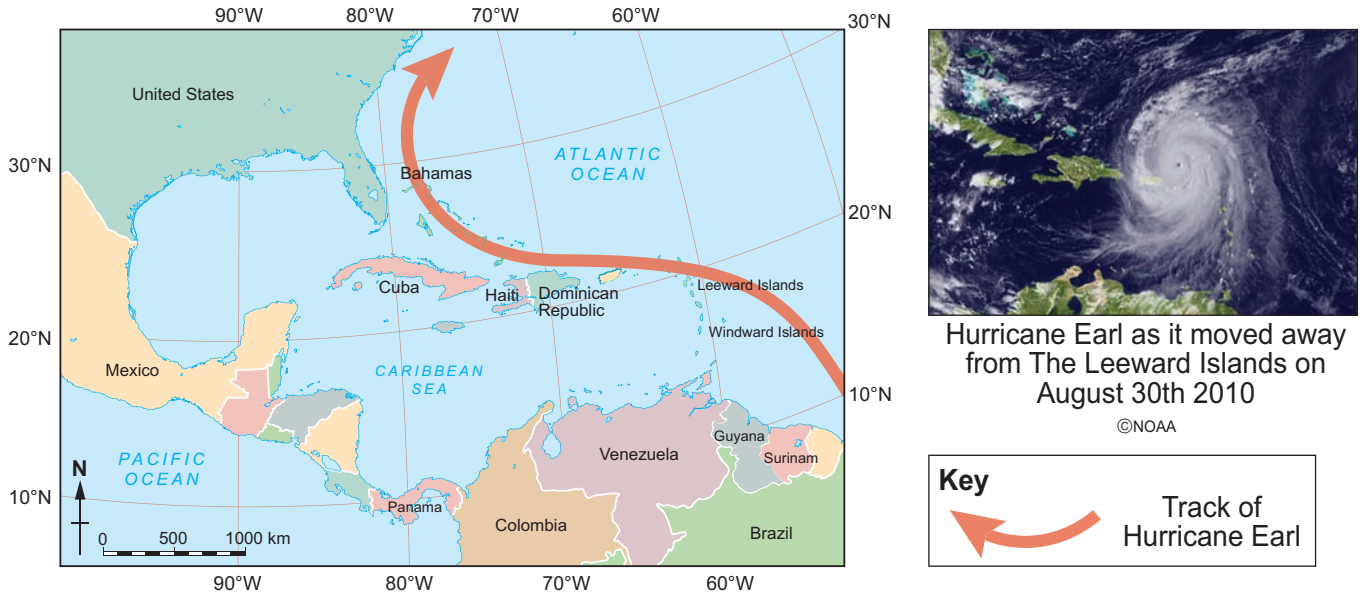 90°W 80°W 70°W 60°W 30°N
United States
ATLANTIC
OCEAN
30°N
Bahamas
20°N
Cuba
Haiti
Dominican
Republic
Leeward Islands
Windward Islands
20°N
Mexico
CARIBBEAN
SEA
10°N
PACIFIC
OCEAN
N
10°N
Venezuela
Guyana
Surinam
Panama
Colombia
Brazil
0 500 1000 km
90°W 80°W 70°W 60°W
Hurricane Earl as it moved away
from The Leeward Islands on
August 30th 2010
©NOAA
Key
Track of
Hurricane Earl